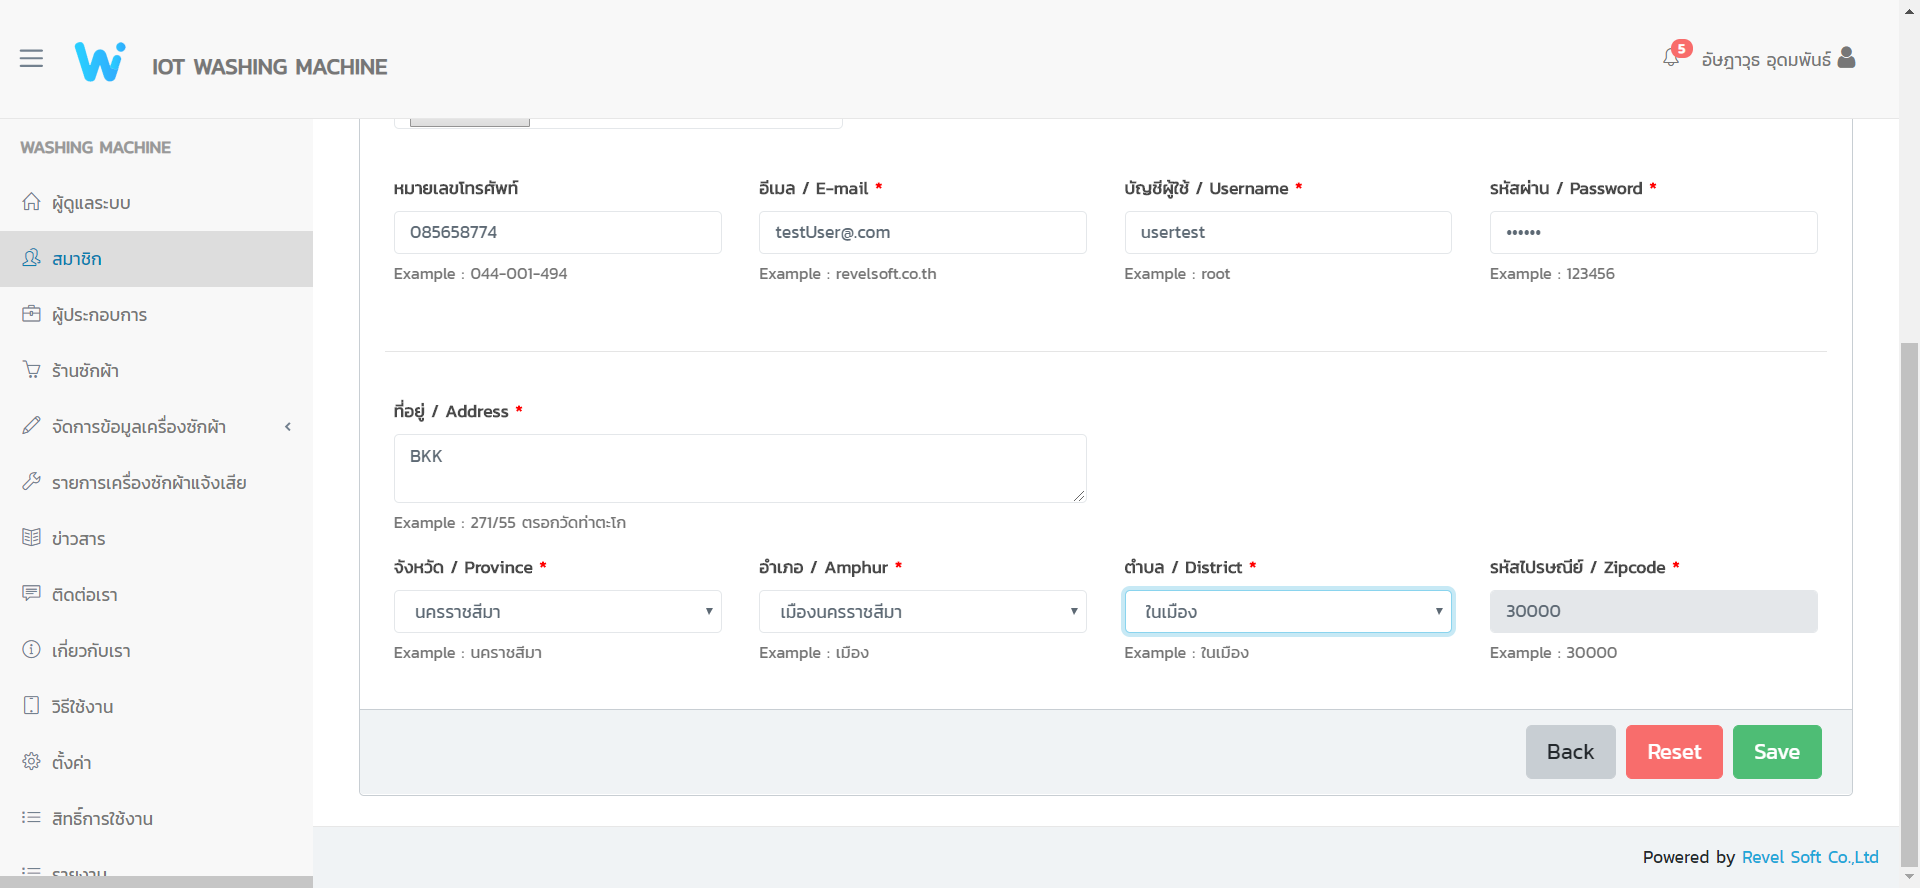 IOT WASHING MACHINE
5
อัษฎาวุธ อุดมพันธ์
WASHING MACHINE
ผู้ดูแลระบบ
สมาชิก
ผู้ประกอบการ
ร้านซักผ้า
จัดการข้อมูลเครื่องซักผ้า
รายการเครื่องซักผ้าแจ้งเสีย
ข่าวสาร
ติดต่อเรา
เกี่ยวกับเรา
วิธีใช้งาน
ตั้งค่า
สิทธิ์การใช้งาน
รายงาน
หมายเลขโทรศัพท์
085658774
Example : 044-001-494
อีเมล / E-mail *
testUser@.com
Example : revelsoft.co.th
บัญชีผู้ใช้ / Username *
usertest
Example : root
รหัสผ่าน / Password *
••••••
Example : 123456
ที่อยู่ / Address *
BKK
Example : 271/55 ตรอกวัดท่าตะโก
จังหวัด / Province *
นครราชสีมา
Example : นคราชสีมา
อำเภอ / Amphur *
เมืองนครราชสีมา
Example : เมือง
ตำบล / District *
ในเมือง
Example : ในเมือง
รหัสไปรษณีย์ / Zipcode *
30000
Example : 30000
Back
Reset
Save
Powered by Revel Soft Co.,Ltd